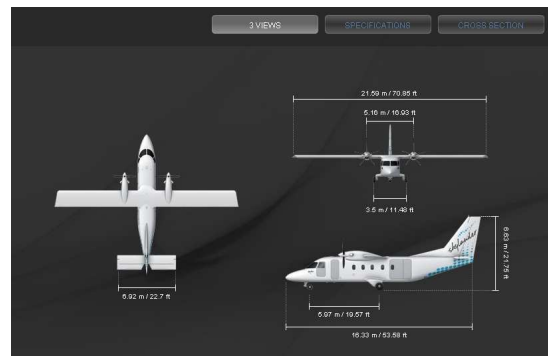 3 VIEWS
SPECIFICATIONS
CROSS SECTION
21.59 m / 70.85 ft
5.16 m / 16.93 ft
3.5 m / 11.48 ft
6.92 m / 22.7 ft
6.63 m / 21.75 ft
5.97 m / 19.57 ft
16.33 m / 53.58 ft